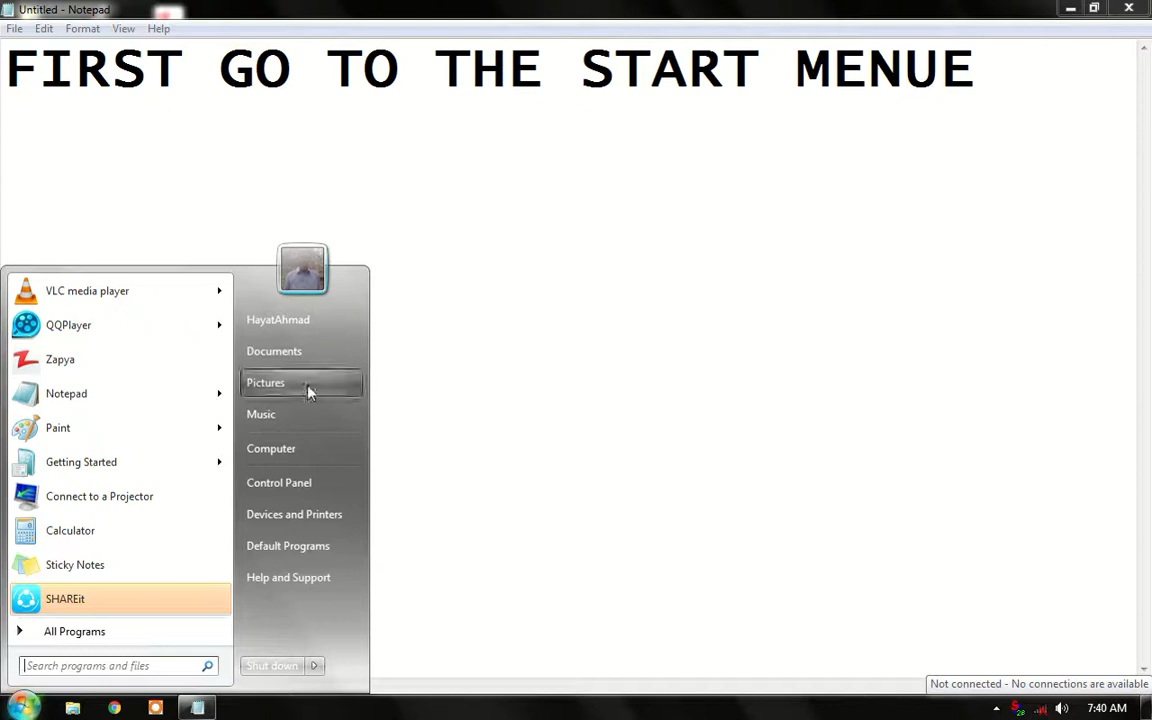 Untitled - Notepad
File Edit Format View Help
FIRST GO TO THE START MENUE
VLC media player
QQPlayer
Zapya
Notepad
Paint
Getting Started
Connect to a Projector
Calculator
Sticky Notes
SHAREit
All Programs
Search programs and files
HayatAhmad
Documents
Pictures
Music
Computer
Control Panel
Devices and Printers
Default Programs
Help and Support
Shut down
Not connected - No connections are available
7:40 AM